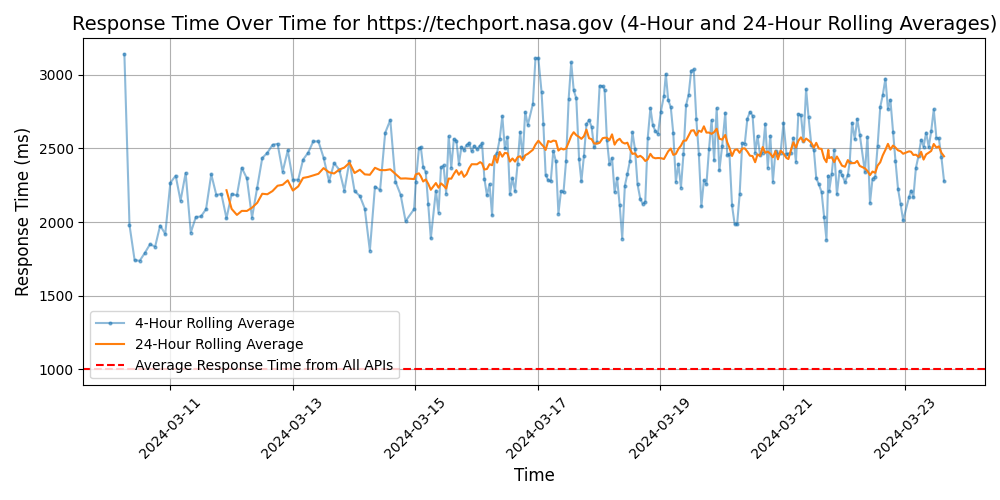 Response Time Over Time for https://techport.nasa.gov (4-Hour and 24-Hour Rolling Averages)
Response Time (ms)
3000
2500
2000
1500
1000
4-Hour Rolling Average
24-Hour Rolling Average
Average Response Time from All APIs
2024-03-11
2024-03-13
2024-03-15
2024-03-17
2024-03-19
2024-03-21
2024-03-23
Time